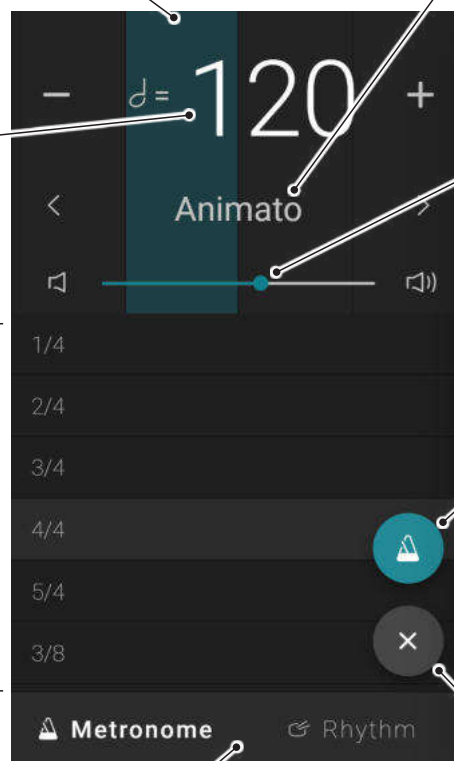 − 𝅗𝅥= 120 +
< Animato >
1/4
2/4
3/4
4/4
5/4
3/8
Metronome Rhythm